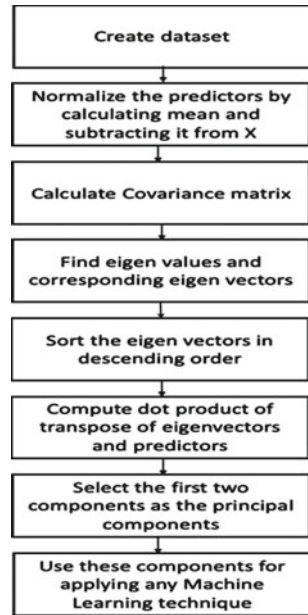 Create dataset
Normalize the predictors by
calculating mean and
subtracting it from X
Calculate Covariance matrix
Find eigen values and
corresponding eigen vectors
Sort the eigen vectors in
descending order
Compute dot product of
transpose of eigenvectors
and predictors
Select the first two
components as the principal
components
Use these components for
applying any Machine
Learning technique